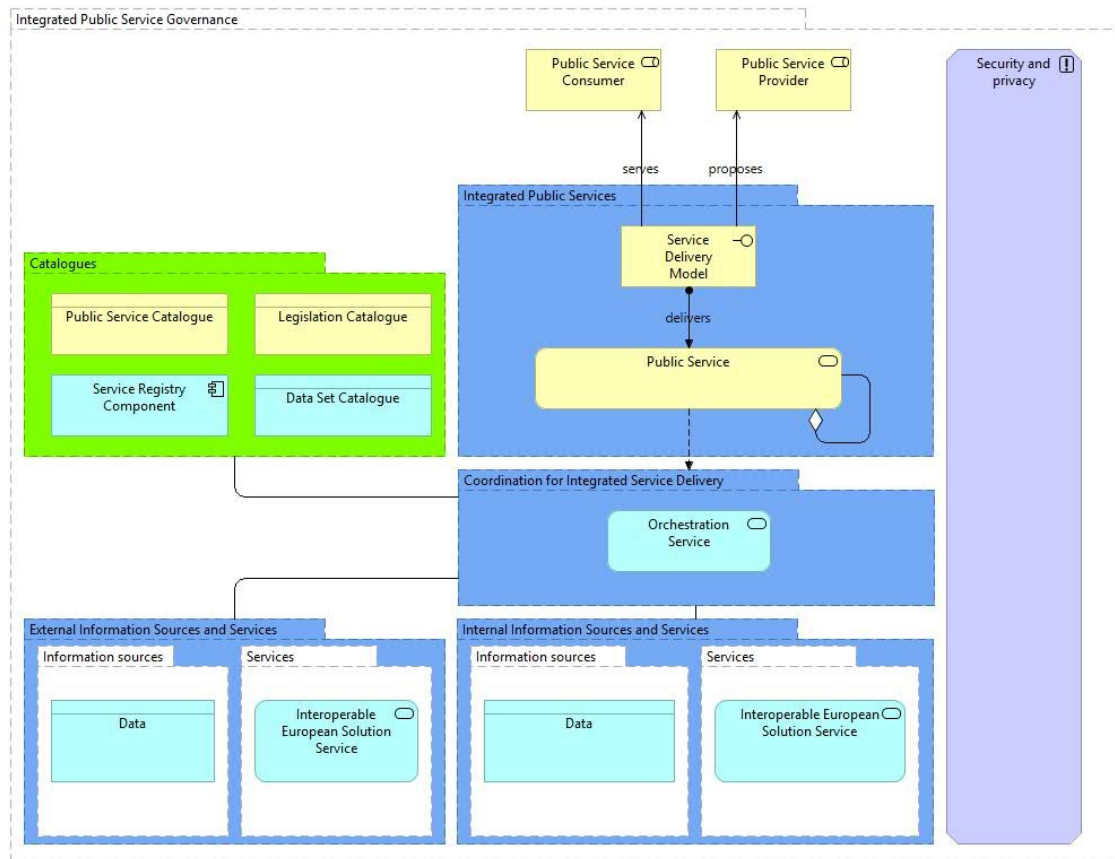 Integrated Public Service Governance
Public Service
Consumer
Public Service
Provider
Security and
privacy
serves
proposes
Integrated Public Services
Service
Delivery
Model
delivers
Public Service
Catalogues
Public Service Catalogue
Legislation Catalogue
Service Registry
Component
Data Set Catalogue
Coordination for Integrated Service Delivery
Orchestration
Service
External Information Sources and Services
Information sources
Services
Data
Interoperable
European Solution
Service
Internal Information Sources and Services
Information sources
Services
Data
Interoperable European
Solution Service